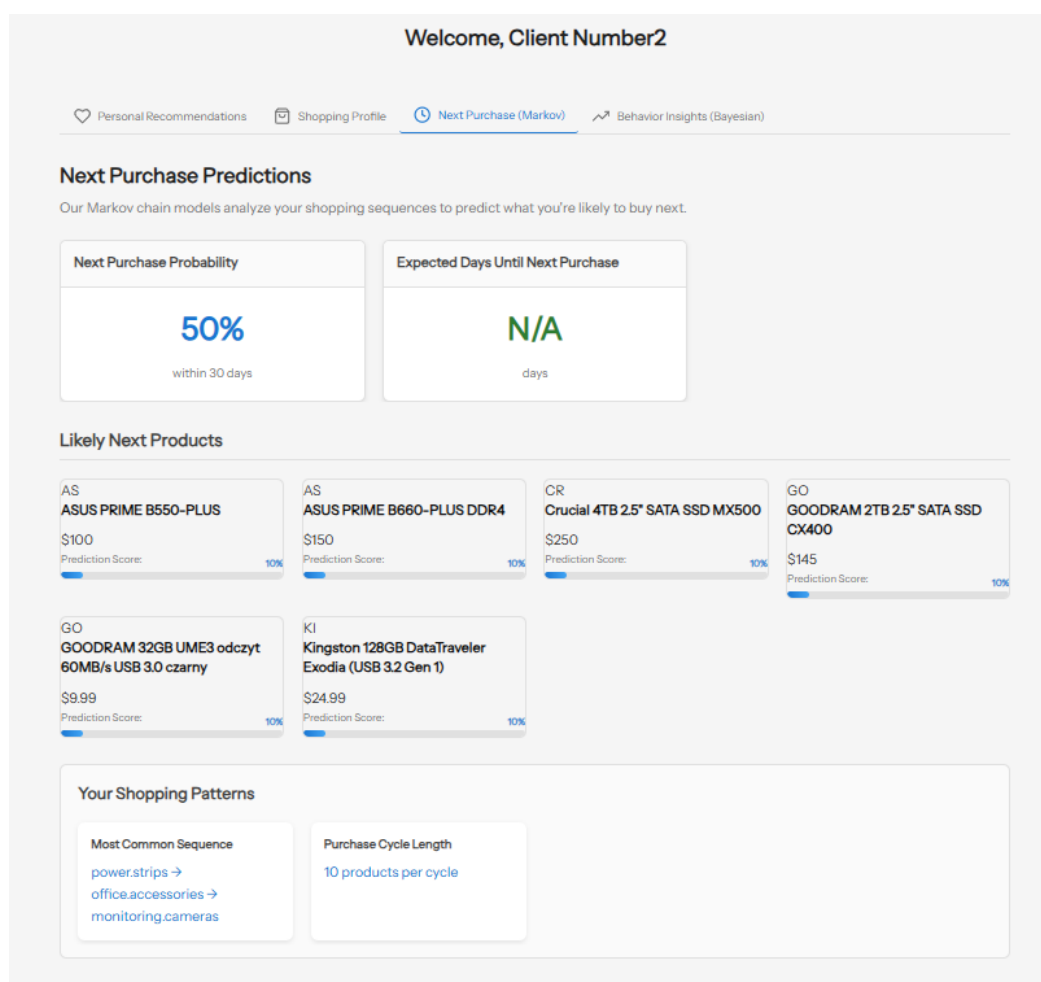 Welcome, Client Number2
Personal Recommendations
Shopping Profile
Next Purchase (Markov)
Behavior Insights (Bayesian)
Next Purchase Predictions
Our Markov chain models analyze your shopping sequences to predict what you're likely to buy next.
Next Purchase Probability
50%
within 30 days
Expected Days Until Next Purchase
N/A
days
Likely Next Products
AS
ASUS PRIME B550-PLUS
$100
Prediction Score:
10%
AS
ASUS PRIME B660-PLUS DDR4
$150
Prediction Score:
10%
CR
Crucial 4TB 2.5" SATA SSD MX500
$250
Prediction Score:
10%
GO
GOODRAM 2TB 2.5" SATA SSD
CX400
$145
Prediction Score:
10%
GO
GOODRAM 32GB UME3 odczyt
60MB/s USB 3.0 czarny
$9.99
Prediction Score:
10%
KI
Kingston 128GB DataTraveler
Exodia (USB 3.2 Gen 1)
$24.99
Prediction Score:
10%
Your Shopping Patterns
Most Common Sequence
power.strips →
office.accessories →
monitoring.cameras
Purchase Cycle Length
10 products per cycle